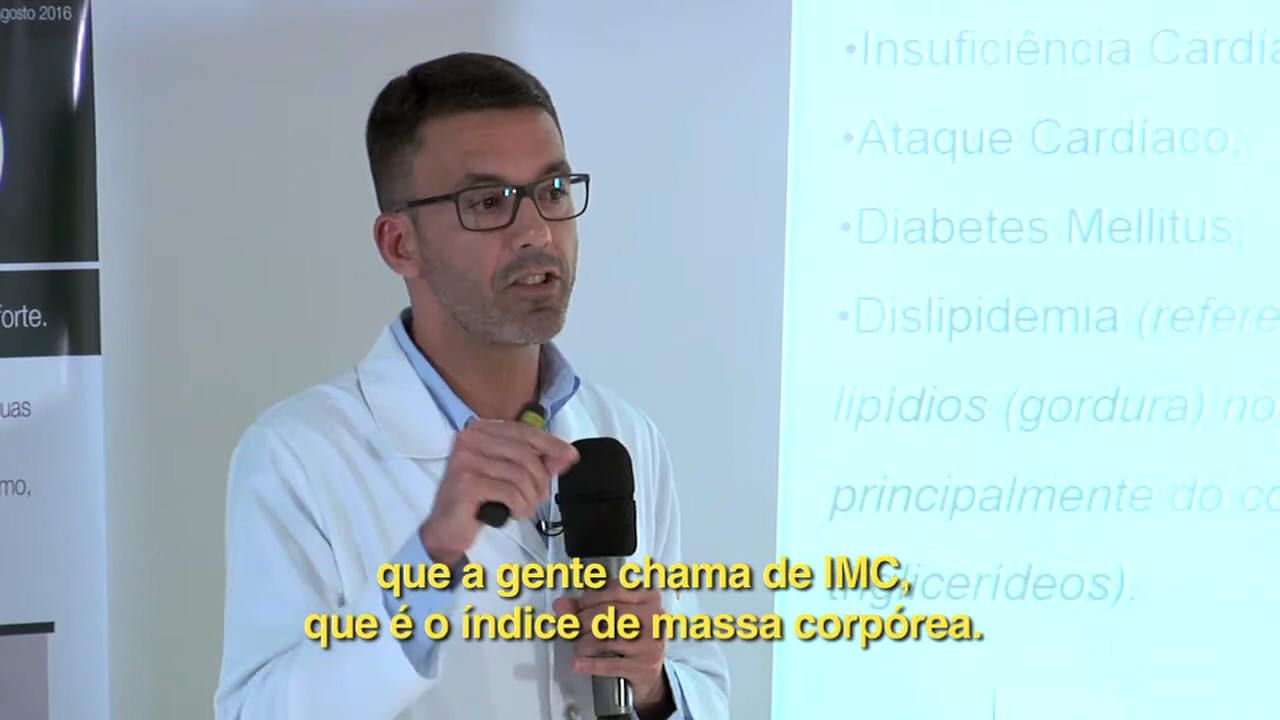 agosto 2016
forte.
uas
mo,
•Insuficiência Cardía
•Ataque Cardíaco;
•Diabetes Mellitus;
•Dislipidemia (refere
lipídios (gordura) no
principalmente do co
triglicerídeos).
que a gente chama de IMC,
que é o índice de massa corpórea.